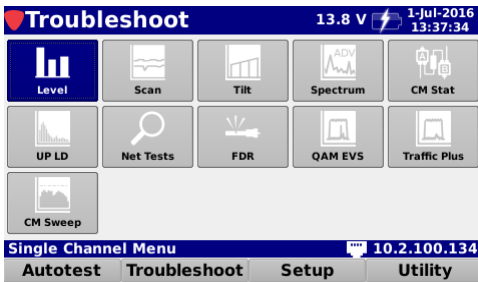 Troubleshoot 13.8 V 1-Jul-2016 13:37:34
ADV
A
B
Level Scan Tilt Spectrum CM Stat
UP LD Net Tests FDR QAM EVS Traffic Plus
CM Sweep
Single Channel Menu 10.2.100.134
Autotest Troubleshoot Setup Utility